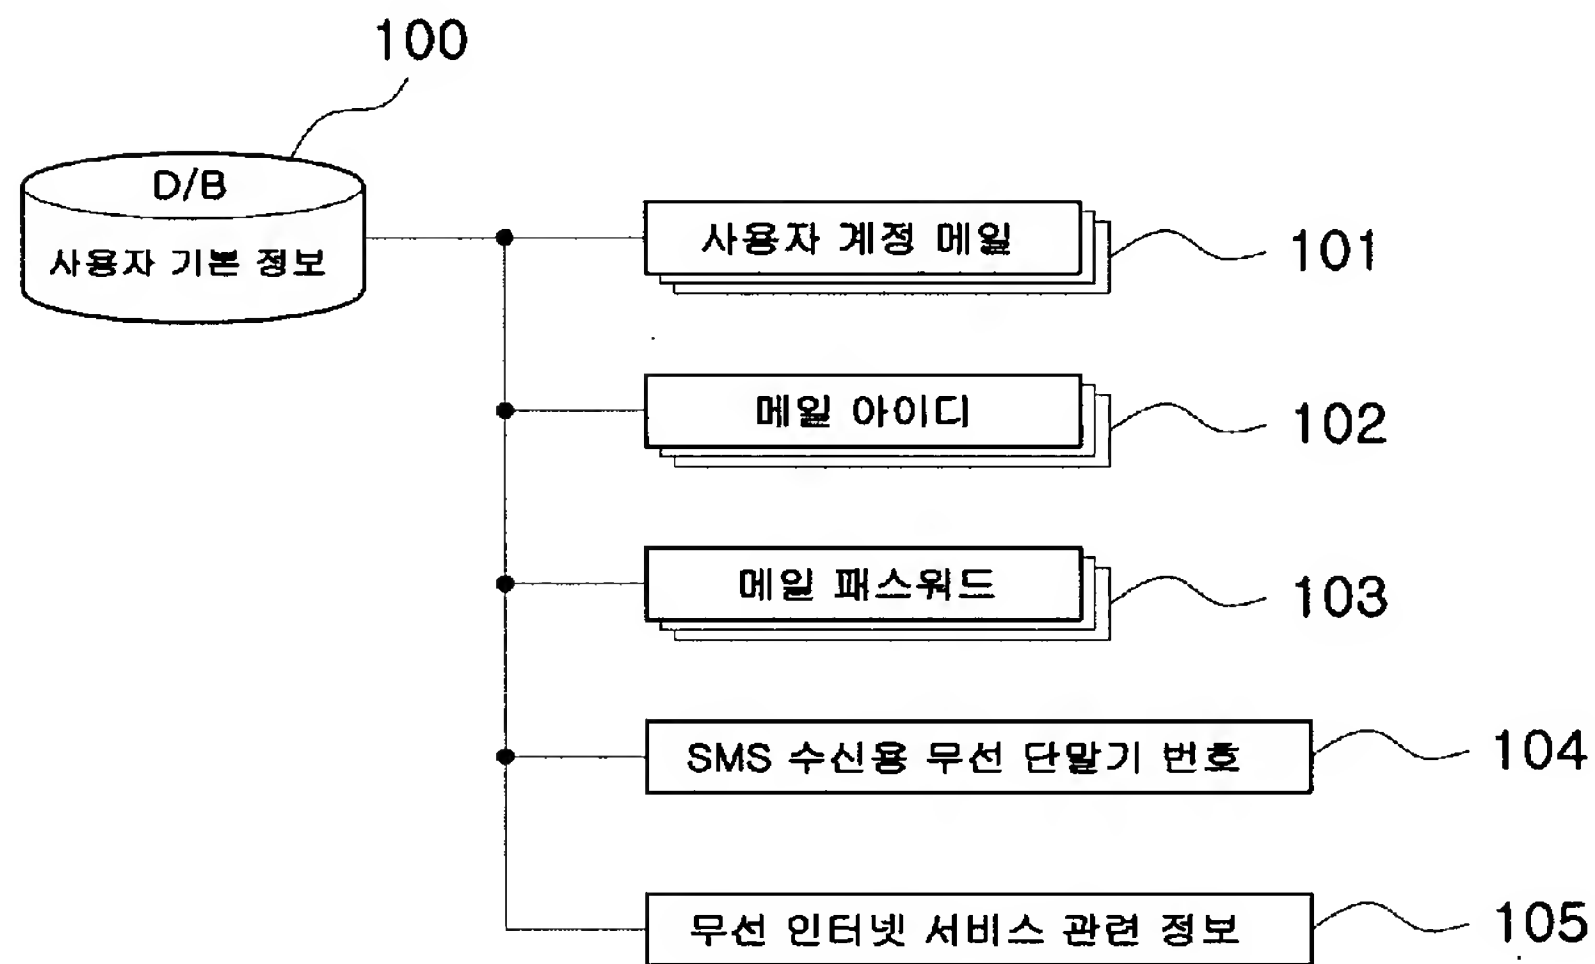 100
D/B
사용자 기본 정보
사용자 계정 메일
101
메일 아이디
102
메일 패스워드
103
SMS 수신용 무선 단말기 번호
104
무선 인터넷 서비스 관련 정보
105